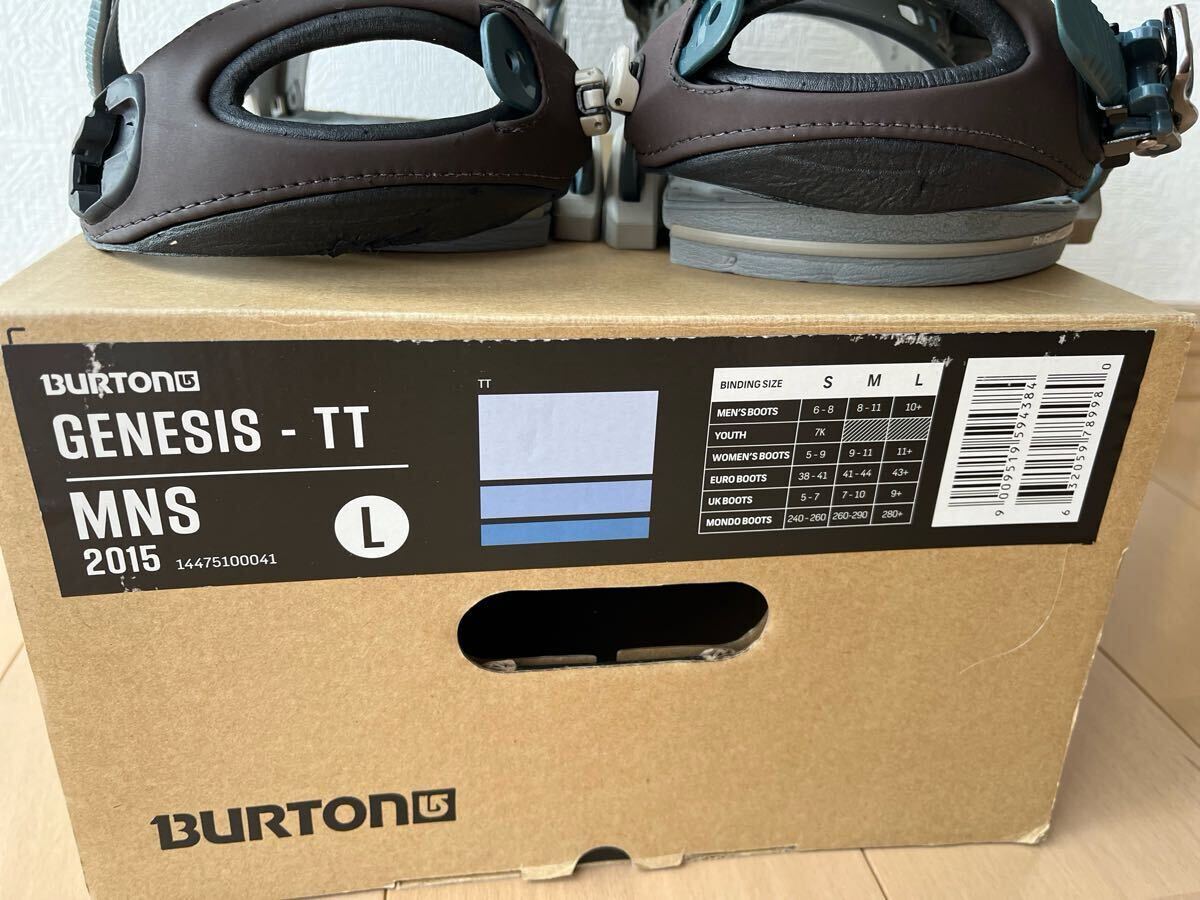 BURTON
GENESIS - TT
MNS
2015 14475100041
L
TT
BINDING SIZE S M L
MEN'S BOOTS 6 - 8 8 - 11 10+
YOUTH 7K
WOMEN'S BOOTS 5 - 9 9 - 11 11+
EURO BOOTS 38 - 41 41 - 44 43+
UK BOOTS 5 - 7 7 - 10 9+
MONDO BOOTS 240 - 260 260-290 280+
9 009519 594384
6 32059 78998 0
BURTON